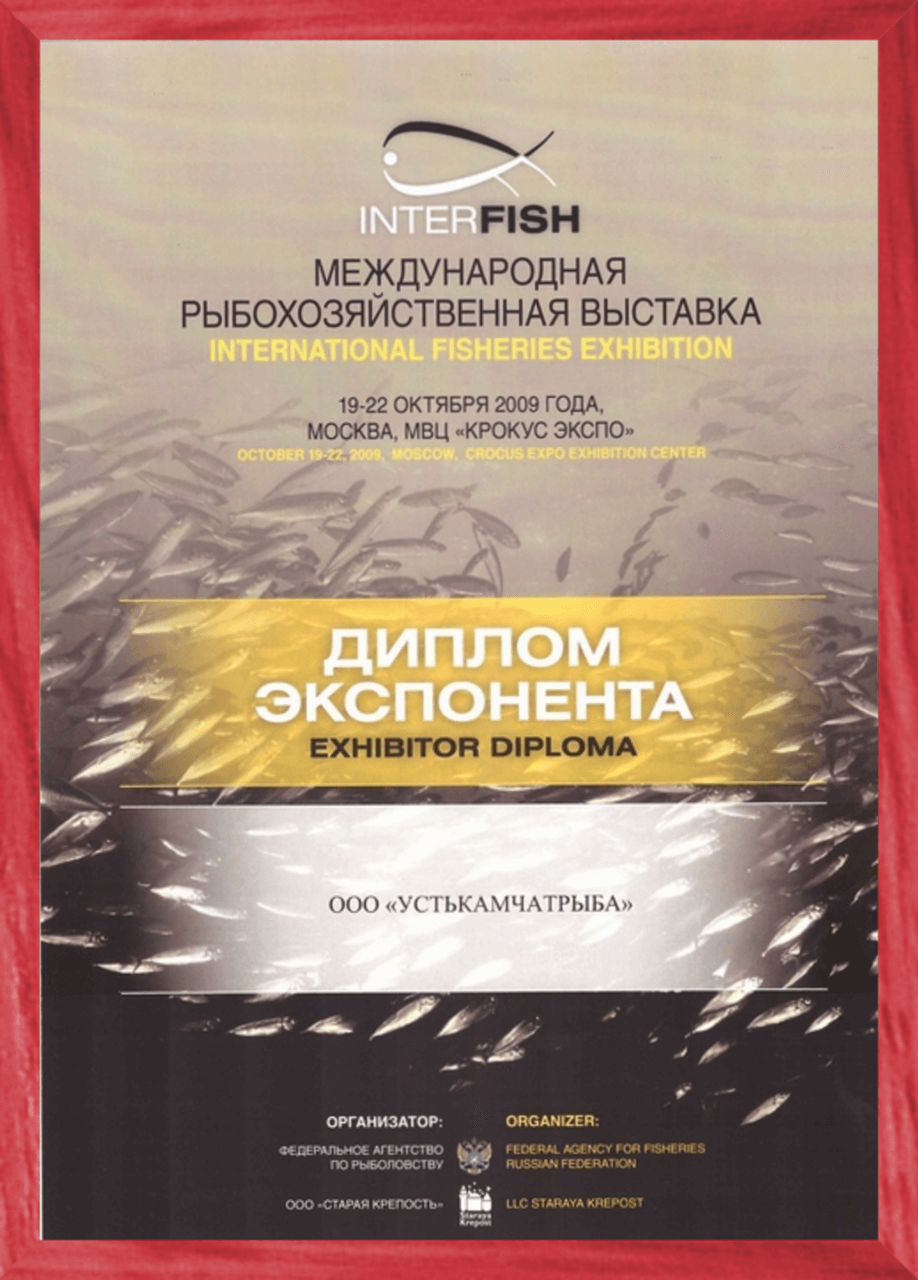 INTERFISH
МЕЖДУНАРОДНАЯ
РЫБОХОЗЯЙСТВЕННАЯ ВЫСТАВКА
INTERNATIONAL FISHERIES EXHIBITION
19-22 ОКТЯБРЯ 2009 ГОДА,
МОСКВА, МВЦ «КРОКУС ЭКСПО»
OCTOBER 19-22, 2009, MOSCOW, CROCUS EXPO EXHIBITION CENTER
ДИПЛОМ
ЭКСПОНЕНТА
EXHIBITOR DIPLOMA
ООО «УСТЬКАМЧАТРЫБА»
ОРГАНИЗАТОР:
ФЕДЕРАЛЬНОЕ АГЕНТСТВО
ПО РЫБОЛОВСТВУ
ООО «СТАРАЯ КРЕПОСТЬ»
ORGANIZER:
FEDERAL AGENCY FOR FISHERIES
RUSSIAN FEDERATION
LLC STARAYA KREPOST
Staraya
Krepost